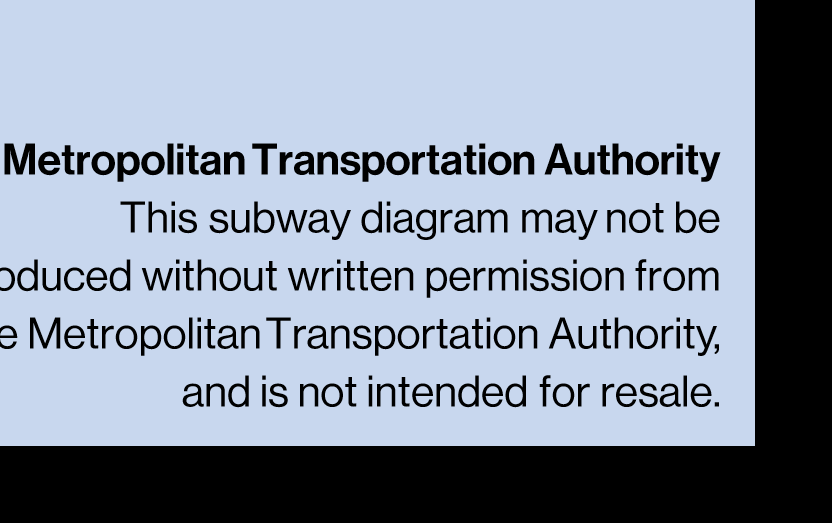 Metropolitan Transportation Authority
This subway diagram may not be
oduced without written permission from
e Metropolitan Transportation Authority,
and is not intended for resale.